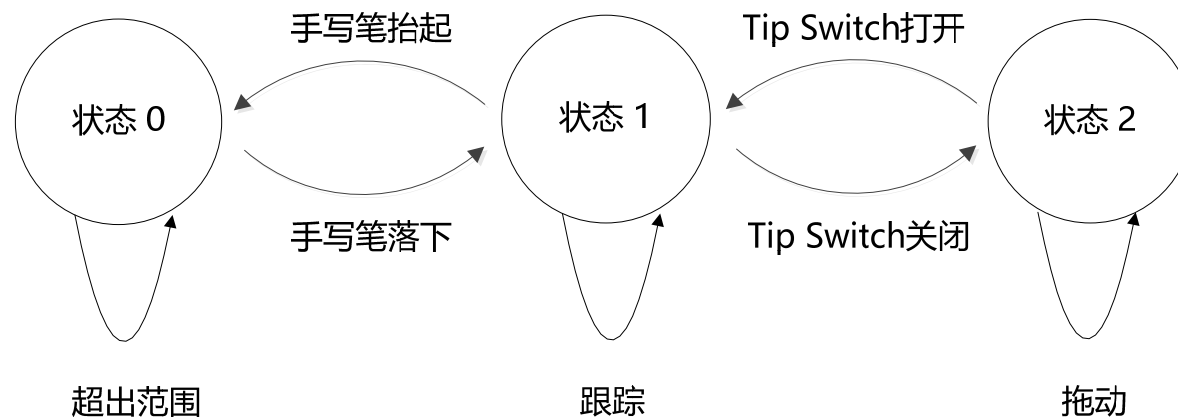 手写笔抬起
Tip Switch打开
状态 0
状态 1
状态 2
手写笔落下
Tip Switch关闭
超出范围
跟踪
拖动